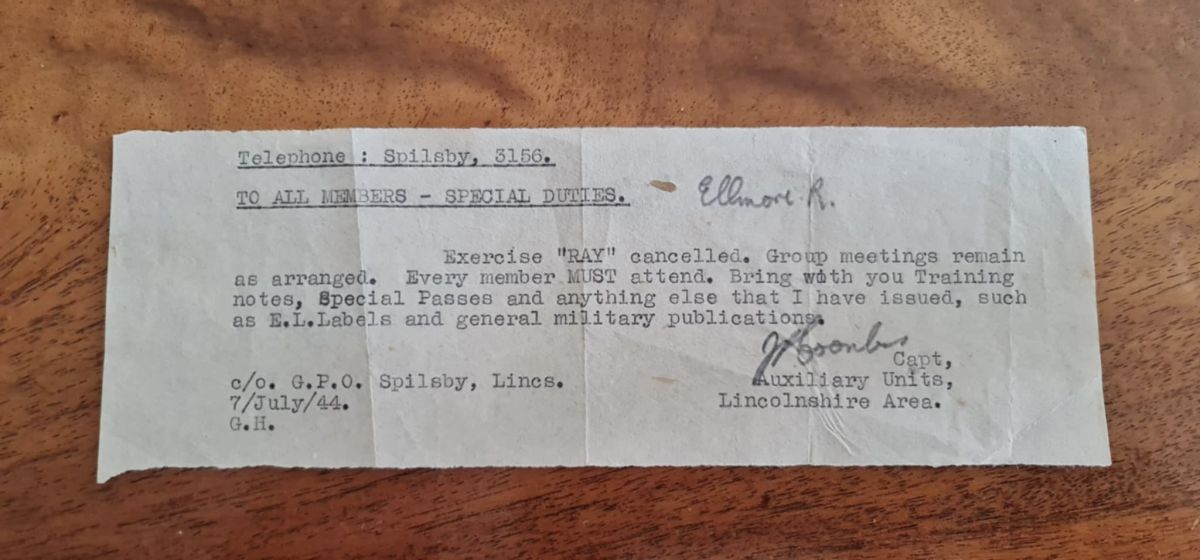 Telephone : Spilsby, 3156.
TO ALL MEMBERS - SPECIAL DUTIES. Ellmore R.
Exercise "RAY" cancelled. Group meetings remain
as arranged. Every member MUST attend. Bring with you Training
notes, Special Passes and anything else that I have issued, such
as E.L.Labels and general military publications.
Coombs
Capt,
c/o. G.P.O. Spilsby, Lincs. Auxiliary Units,
7/July/44. Lincolnshire Area.
G.H.